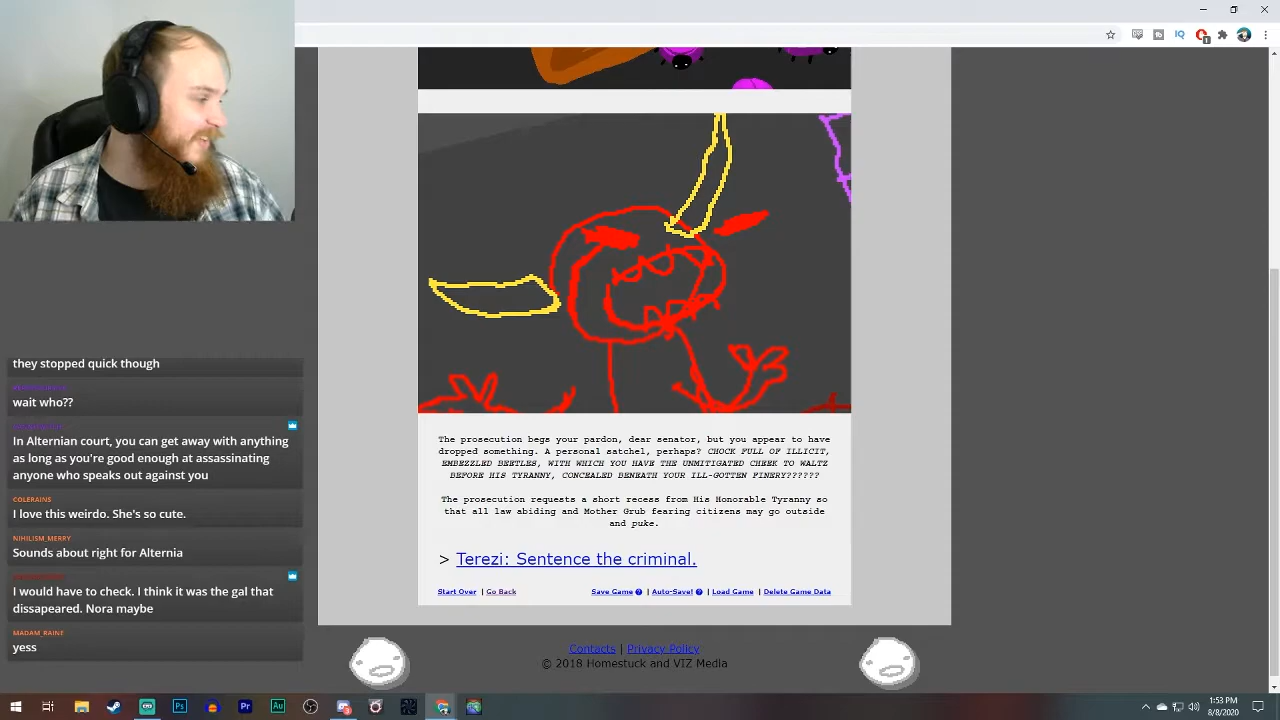 they stopped quick though
wait who??
In Alternian court, you can get away with anything
as long as you're good enough at assassinating
anyone who speaks out against you
COLERAINS
I love this weirdo. She's so cute.
NIHILISM_MERRY
Sounds about right for Alternia
I would have to check. I think it was the gal that
dissapeared. Nora maybe
MADAM_RAINE
yess
The prosecution begs your pardon, dear senator, but you appear to have
dropped something. A personal satchel, perhaps? CHOCK FULL OF ILLICIT,
EMBEZZLED BEETLES, WITH WHICH YOU HAVE THE UNMITIGATED CHEEK TO WALTZ
BEFORE HIS TYRANNY, CONCEALED BENEATH YOUR ILL-GOTTEN FINERY??????
The prosecution requests a short recess from His Honorable Tyranny so
that all law abiding and Mother Grub fearing citizens may go outside
and puke.
> Terezi: Sentence the criminal.
Start Over | Go Back Save Game ? | Auto-Save! ? | Load Game | Delete Game Data
Contacts | Privacy Policy
© 2018 Homestuck and VIZ Media
1:53 PM
8/8/2020